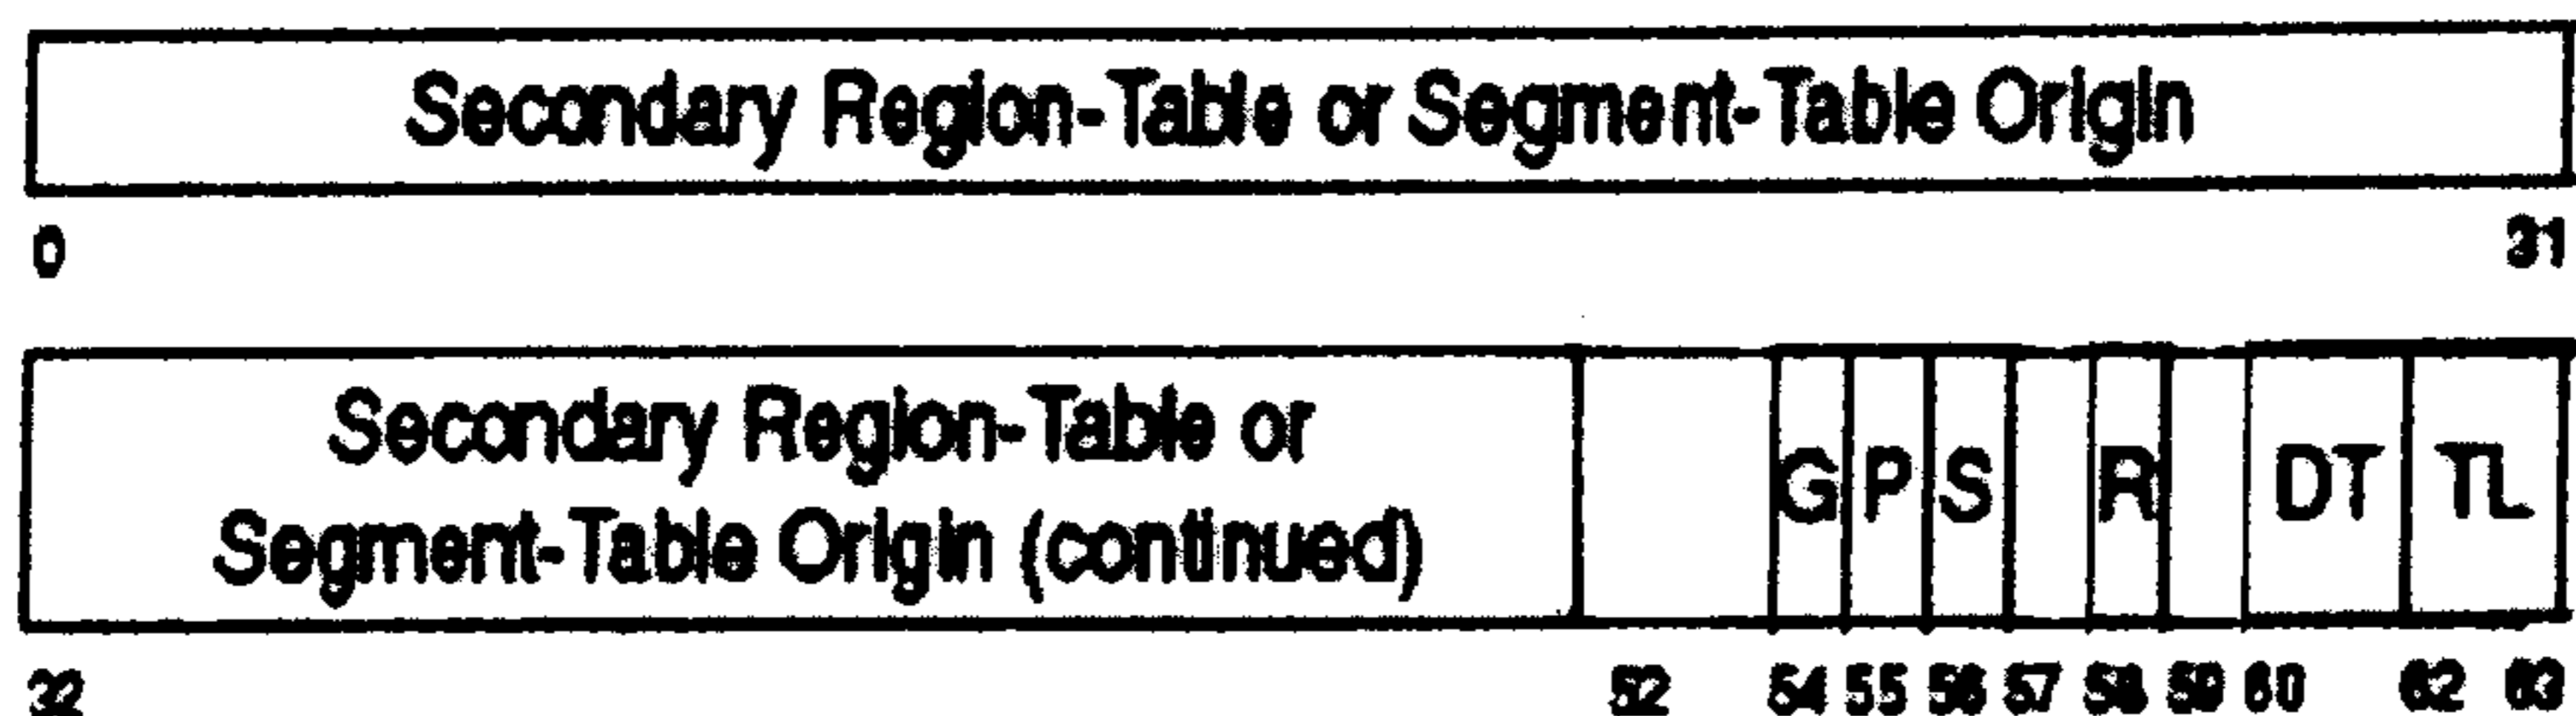 Secondary Region-Table or Segment-Table Origin
0 31
Secondary Region-Table or
Segment-Table Origin (continued)
G P S R DT TL
32 52 54 55 56 57 58 59 60 62 63